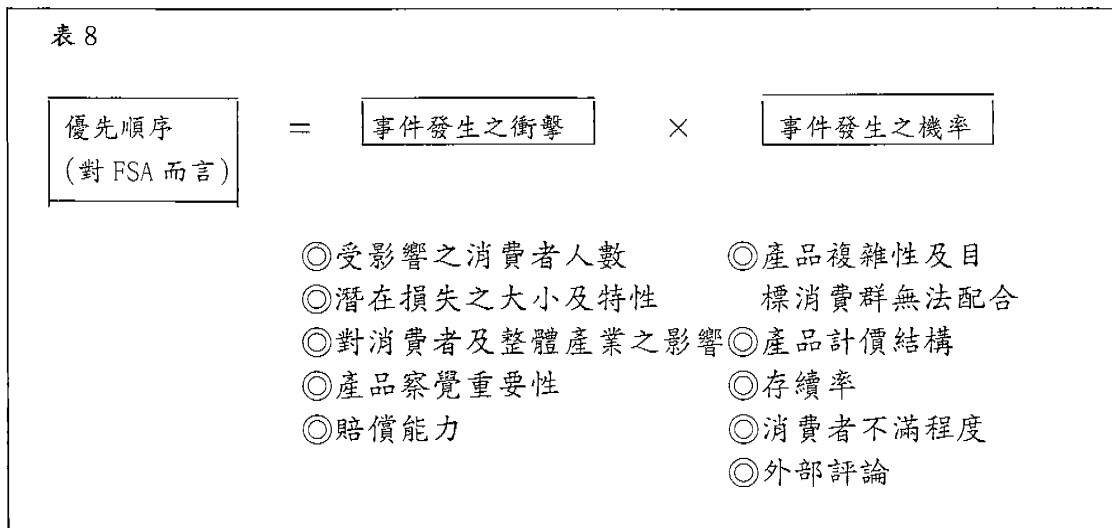 表 8
優先順序
(對 FSA 而言)
=
事件發生之衝擊
×
事件發生之機率
◎受影響之消費者人數
◎潛在損失之大小及特性
◎對消費者及整體產業之影響
◎產品察覺重要性
◎賠償能力
◎產品複雜性及目
標消費群無法配合
◎產品計價結構
◎存續率
◎消費者不滿程度
◎外部評論